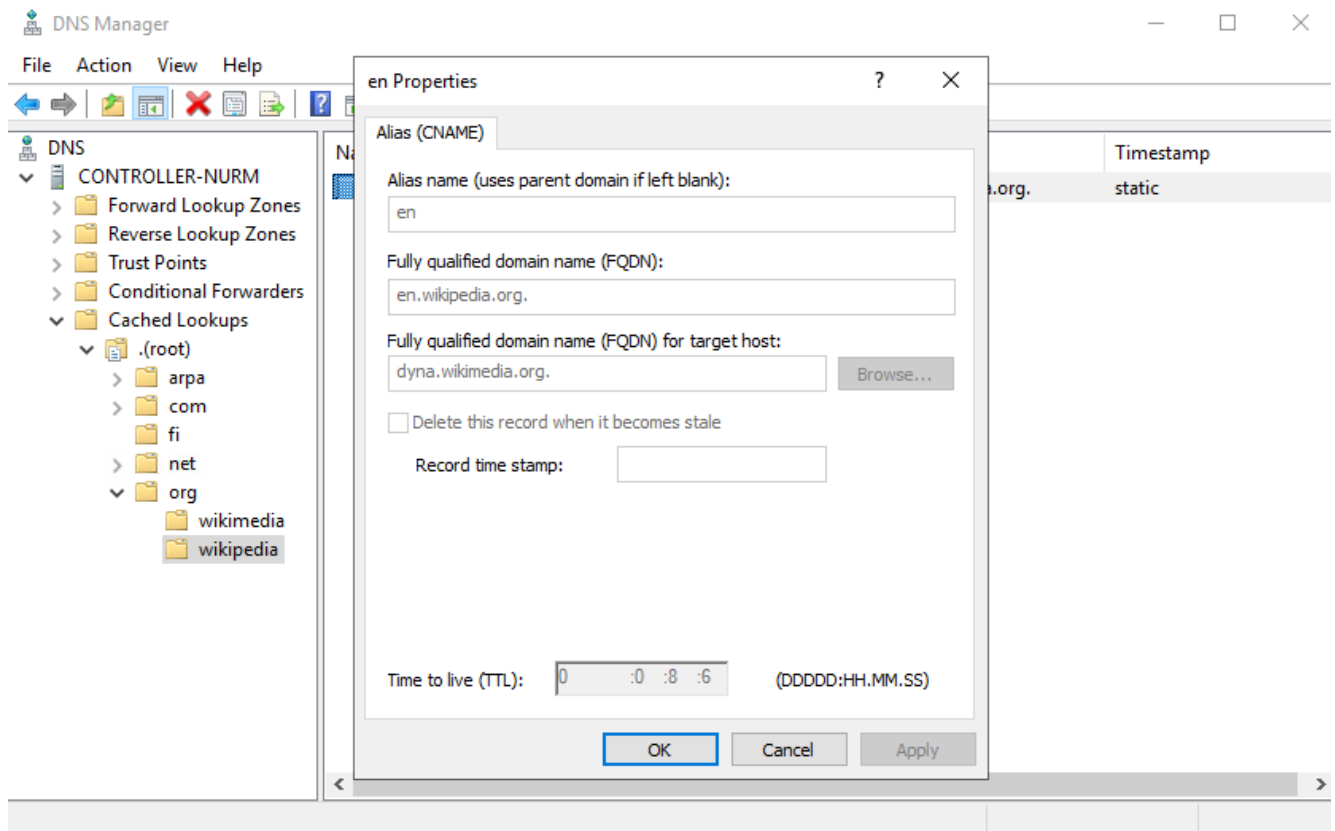 DNS Manager
File Action View Help
DNS
CONTROLLER-NURM
Forward Lookup Zones
Reverse Lookup Zones
Trust Points
Conditional Forwarders
Cached Lookups
.(root)
arpa
com
fi
net
org
wikimedia
wikipedia
Timestamp
a.org. static
en Properties
Alias (CNAME)
Alias name (uses parent domain if left blank):
en
Fully qualified domain name (FQDN):
en.wikipedia.org.
Fully qualified domain name (FQDN) for target host:
dyna.wikimedia.org.
Browse...
Delete this record when it becomes stale
Record time stamp:
Time to live (TTL): 0 :0 :8 :6 (DDDDD:HH.MM.SS)
OK Cancel Apply